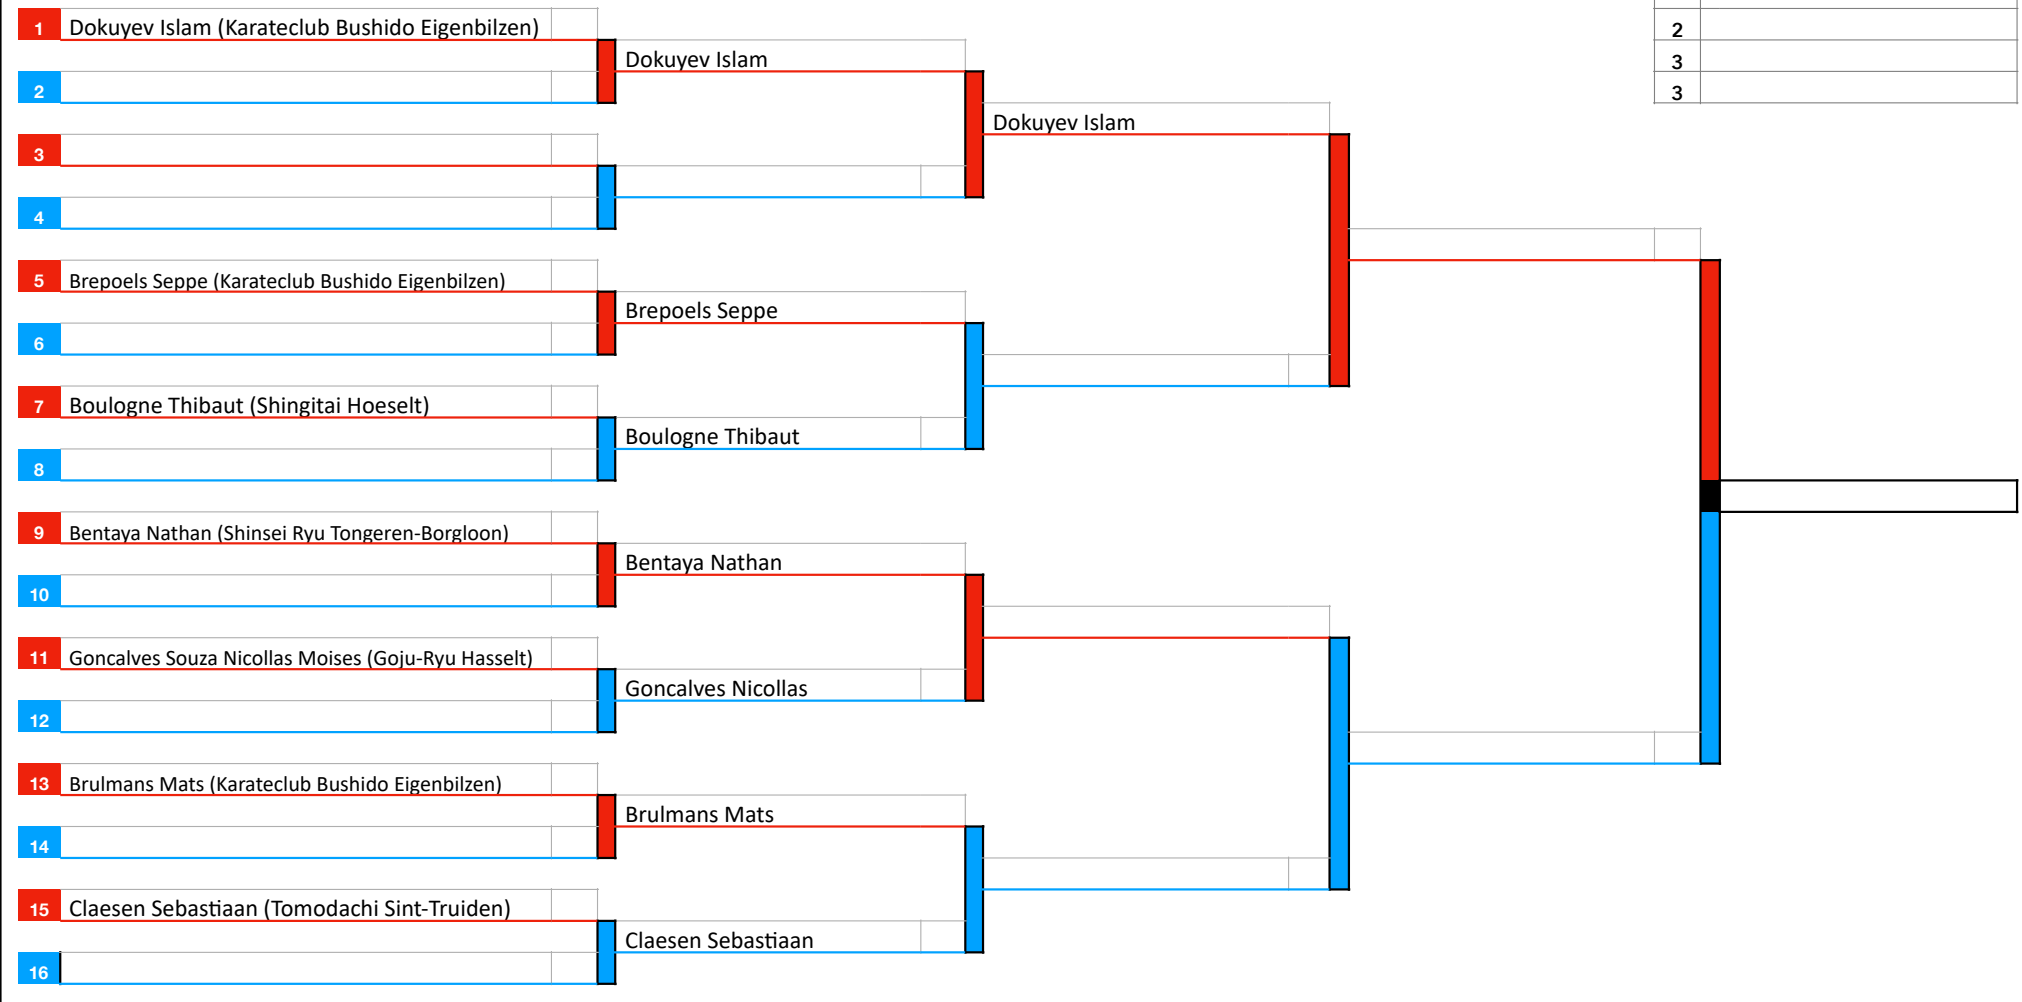 1 Dokuyev Islam (Karateclub Bushido Eigenbilzen)
2
3
4
5 Brepoels Seppe (Karateclub Bushido Eigenbilzen)
6
7 Boulogne Thibaut (Shingitai Hoeselt)
8
9 Bentaya Nathan (Shinsei Ryu Tongeren-Borgloon)
10
11 Goncalves Souza Nicollas Moises (Goju-Ryu Hasselt)
12
13 Brulmans Mats (Karateclub Bushido Eigenbilzen)
14
15 Claesen Sebastiaan (Tomodachi Sint-Truiden)
16
Dokuyev Islam
Brepoels Seppe
Boulogne Thibaut
Bentaya Nathan
Goncalves Nicollas
Brulmans Mats
Claesen Sebastiaan
Dokuyev Islam
2
3
3